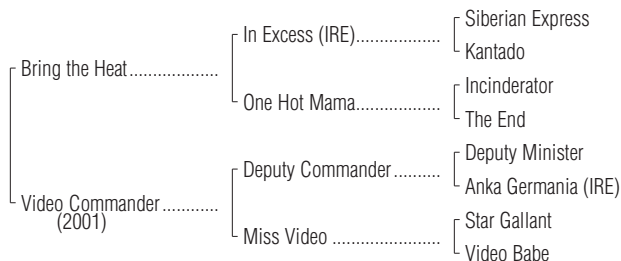 Siberian Express
In Excess (IRE)...................
Kantado
Bring the Heat....................
Incinderator
One Hot Mama...................
The End
Deputy Minister
Deputy Commander..........
Anka Germania (IRE)
Video Commander ............
(2001)
Star Gallant
Miss Video ........................
Video Babe